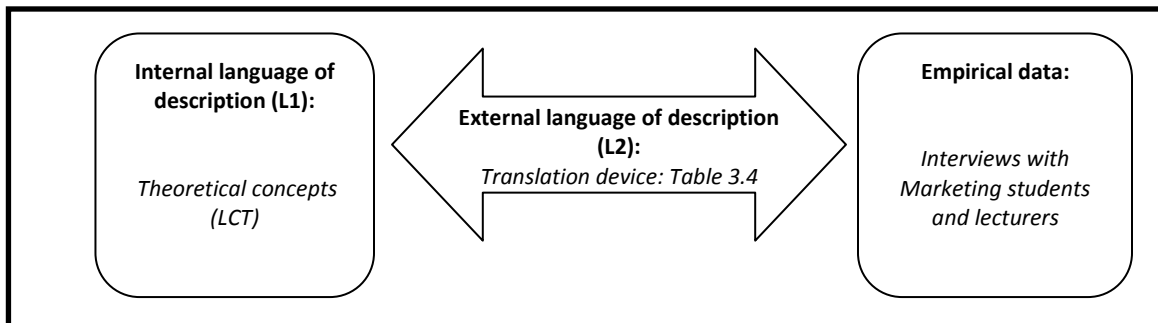 Internal language of
description (L1):
Theoretical concepts
(LCT)
External language of description
(L2):
Translation device: Table 3.4
Empirical data:
Interviews with
Marketing students
and lecturers